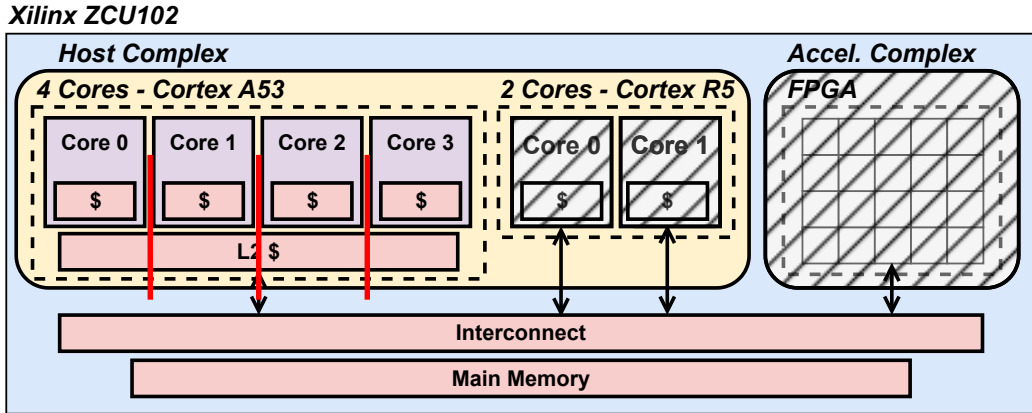 Xilinx ZCU102
Host Complex
Accel. Complex
4 Cores - Cortex A53
2 Cores - Cortex R5
FPGA
Core 0
Core 1
Core 2
Core 3
Core 0
Core 1
$
$
$
$
$
$
L2 $
Interconnect
Main Memory